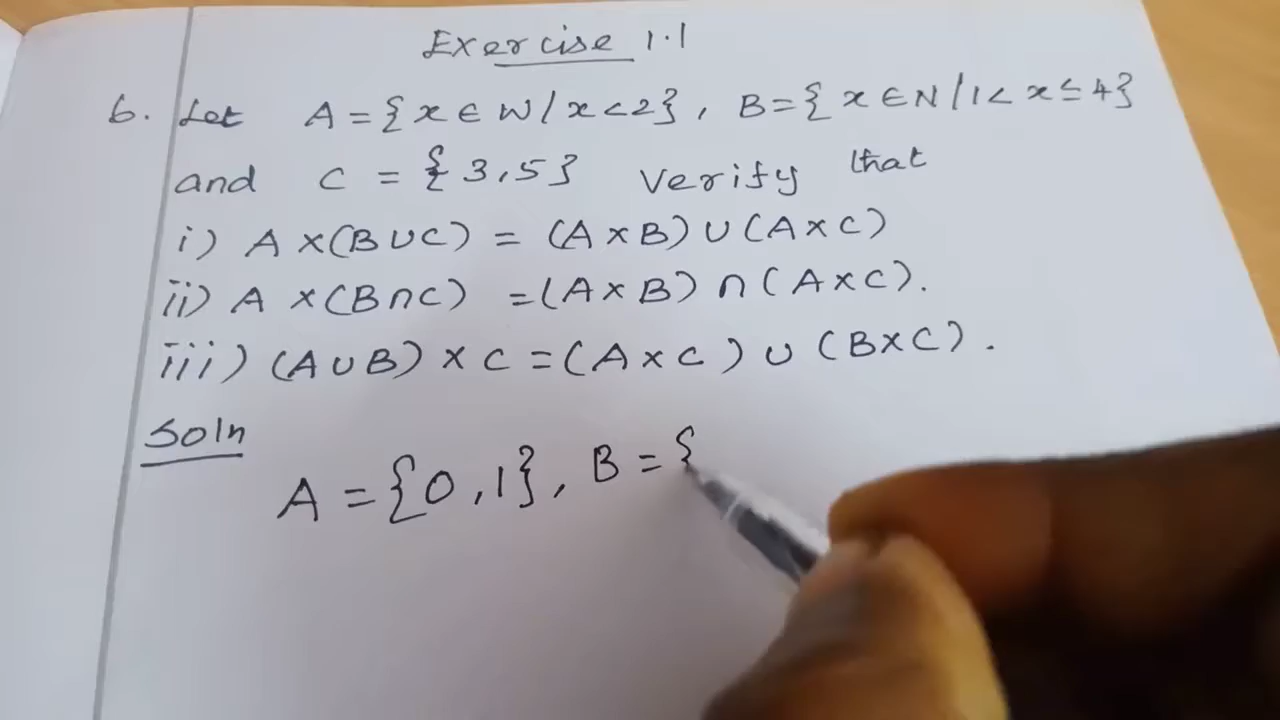 Exercise 1.1
6. Let A = {x ∈ W / x < 2}, B = {x ∈ N / 1 < x ≤ 4}
and C = {3, 5} verify that
i) A × (B ∪ C) = (A × B) ∪ (A × C)
ii) A × (B ∩ C) = (A × B) ∩ (A × C).
iii) (A ∪ B) × C = (A × C) ∪ (B × C).
Soln
A = {0, 1}, B = {